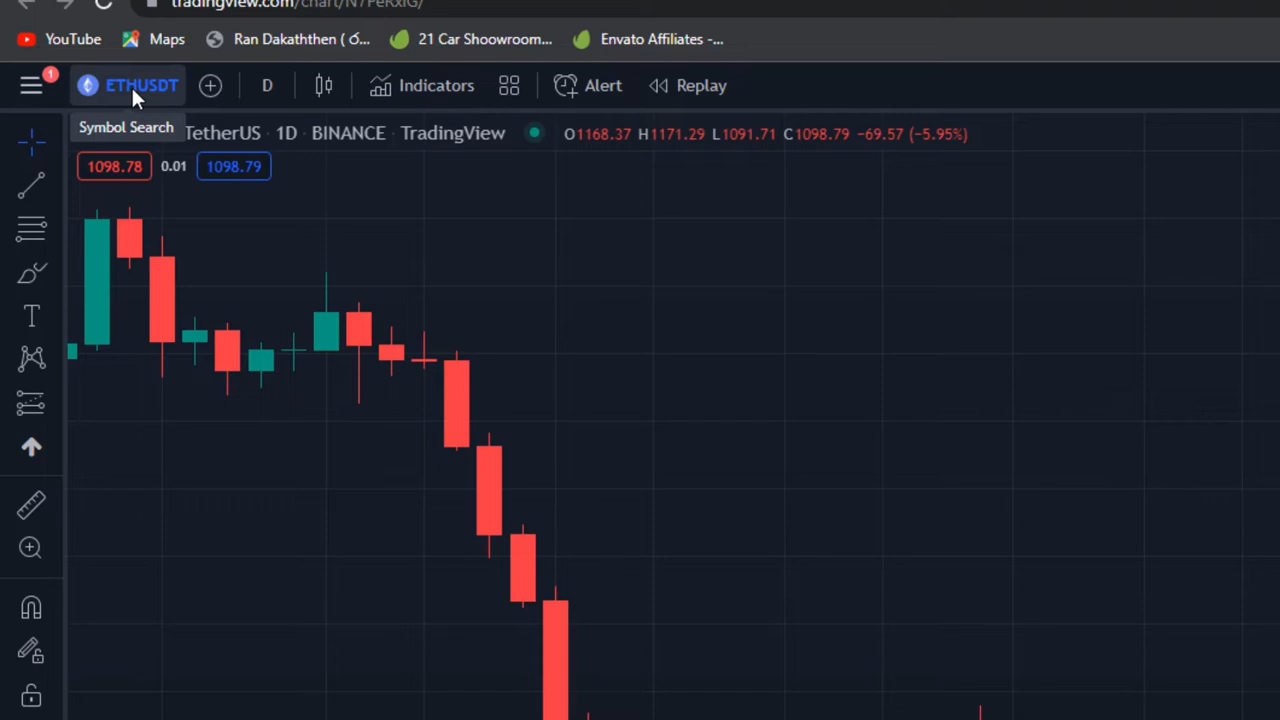 tradingview.com/chart/N7PeRxiG/
YouTube Maps Ran Dakaththen ( ර්... 21 Car Shoowroom... Envato Affiliates -...
1 ETHUSDT D Indicators Alert Replay
Symbol Search TetherUS · 1D · BINANCE · TradingView O1168.37 H1171.29 L1091.71 C1098.79 −69.57 (−5.95%)
1098.78 0.01 1098.79